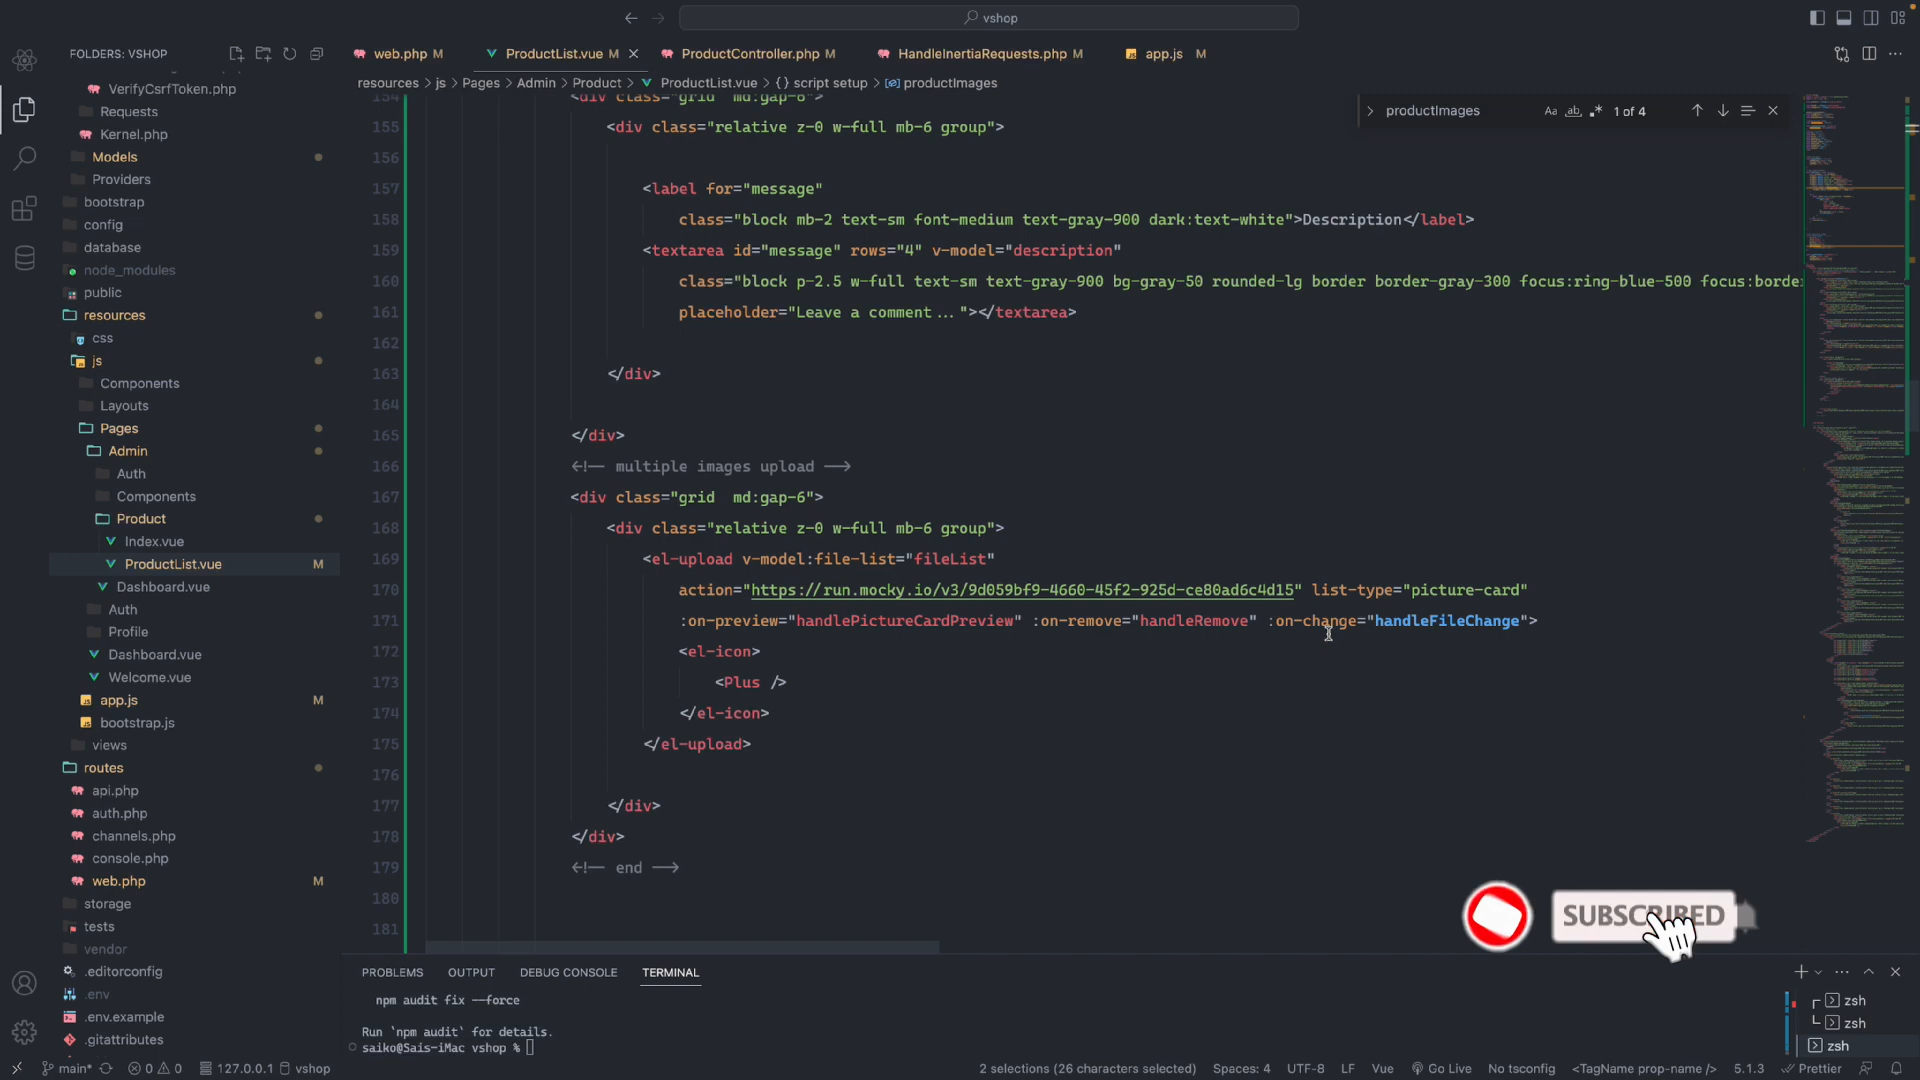 vshop
FOLDERS: VSHOP
web.php M
ProductList.vue M
ProductController.php M
HandleInertiaRequests.php M
app.js M
resources > js > Pages > Admin > Product > ProductList.vue > {} script setup > productImages
productImages
Aa ab .* 1 of 4
VerifyCsrfToken.php
Requests
Kernel.php
Models
Providers
bootstrap
config
database
node_modules
public
resources
css
js
Components
Layouts
Pages
Admin
Auth
Components
Product
Index.vue
ProductList.vue M
Dashboard.vue
Auth
Profile
Dashboard.vue
Welcome.vue
app.js M
bootstrap.js
views
routes
api.php
auth.php
channels.php
console.php
web.php M
storage
tests
vendor
.editorconfig
.env
.env.example
.gitattributes
154 <div class="grid  md:gap-6">
155 <div class="relative z-0 w-full mb-6 group">
156
157 <label for="message"
158 class="block mb-2 text-sm font-medium text-gray-900 dark:text-white">Description</label>
159 <textarea id="message" rows="4" v-model="description"
160 class="block p-2.5 w-full text-sm text-gray-900 bg-gray-50 rounded-lg border border-gray-300 focus:ring-blue-500 focus:border
161 placeholder="Leave a comment..."></textarea>
162
163 </div>
164
165 </div>
166 <!-- multiple images upload -->
167 <div class="grid  md:gap-6">
168 <div class="relative z-0 w-full mb-6 group">
169 <el-upload v-model:file-list="fileList"
170 action="https://run.mocky.io/v3/9d059bf9-4660-45f2-925d-ce80ad6c4d15" list-type="picture-card"
171 :on-preview="handlePictureCardPreview" :on-remove="handleRemove" :on-change="handleFileChange">
172 <el-icon>
173 <Plus />
174 </el-icon>
175 </el-upload>
176
177 </div>
178 </div>
179 <!-- end -->
180
181
SUBSCRIBED
PROBLEMS OUTPUT DEBUG CONSOLE TERMINAL
npm audit fix --force
Run `npm audit` for details.
saiko@Sais-iMac vshop %
zsh
zsh
zsh
main* 0 0 127.0.0.1 vshop
2 selections (26 characters selected) Spaces: 4 UTF-8 LF Vue Go Live No tsconfig <TagName prop-name /> 5.1.3 Prettier